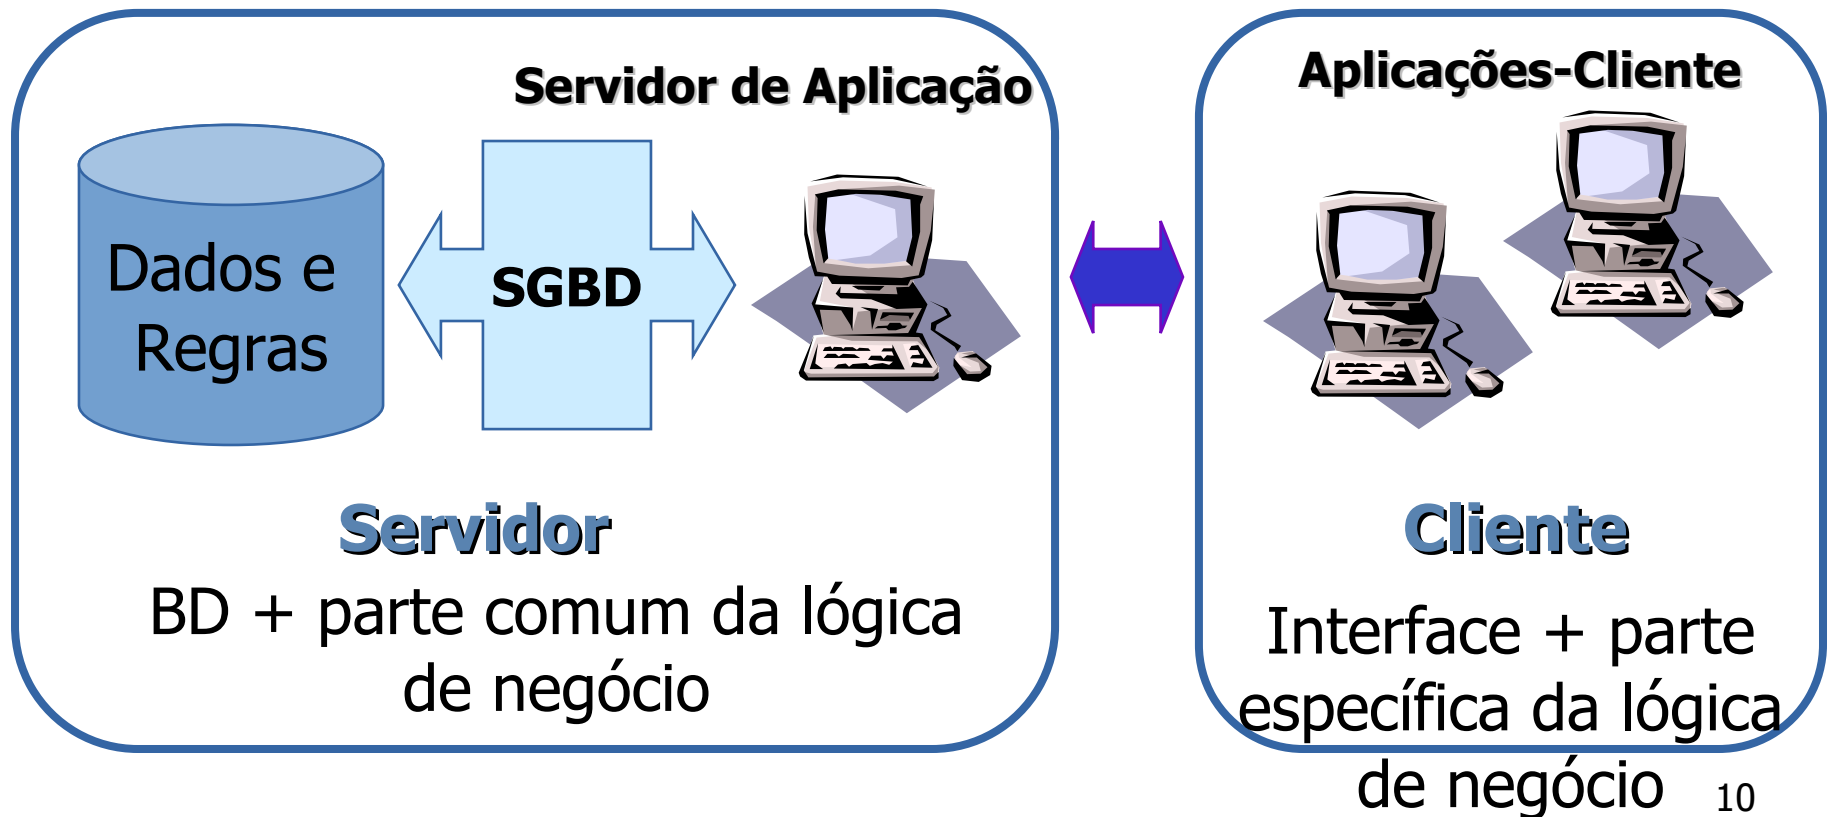 Servidor de Aplicação
Dados e
Regras
SGBD
Servidor
BD + parte comum da lógica
de negócio
Aplicações-Cliente
Cliente
Interface + parte
específica da lógica
de negócio
10